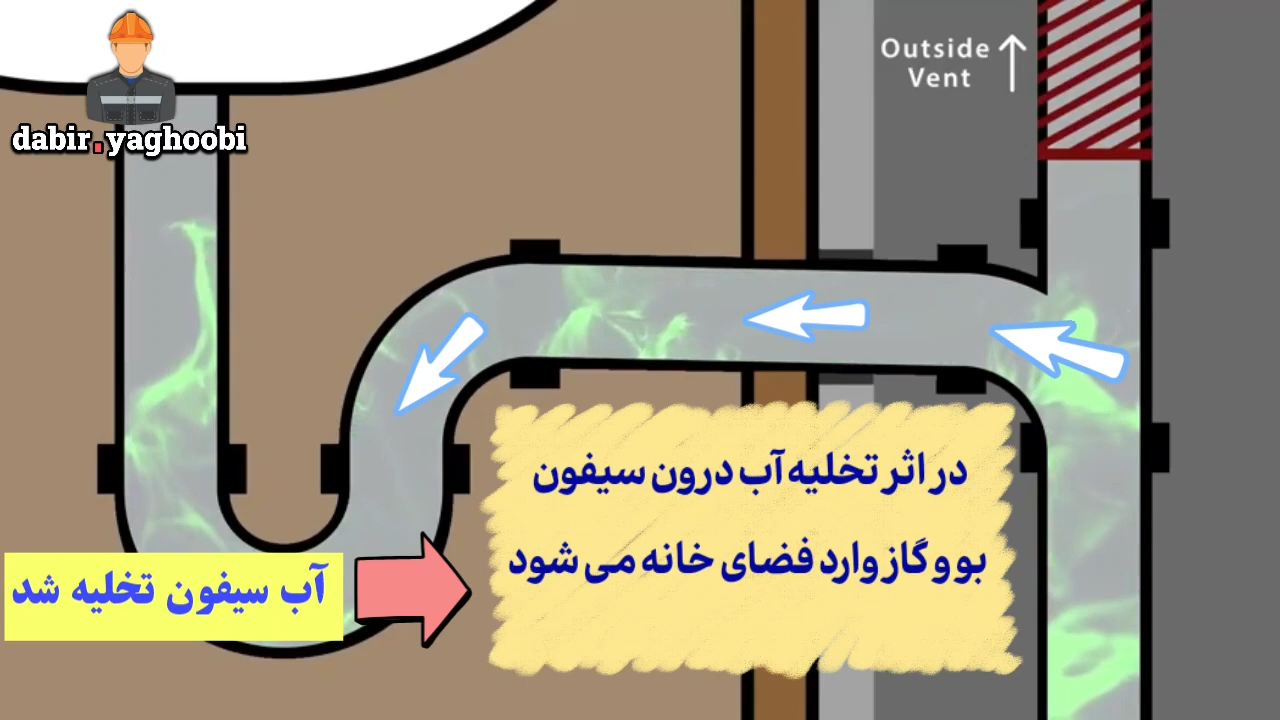 dabir.yaghoobi
Outside
Vent
در اثر تخلیه آب درون سیفون
بو و گاز وارد فضای خانه می شود
آب سیفون تخلیه شد